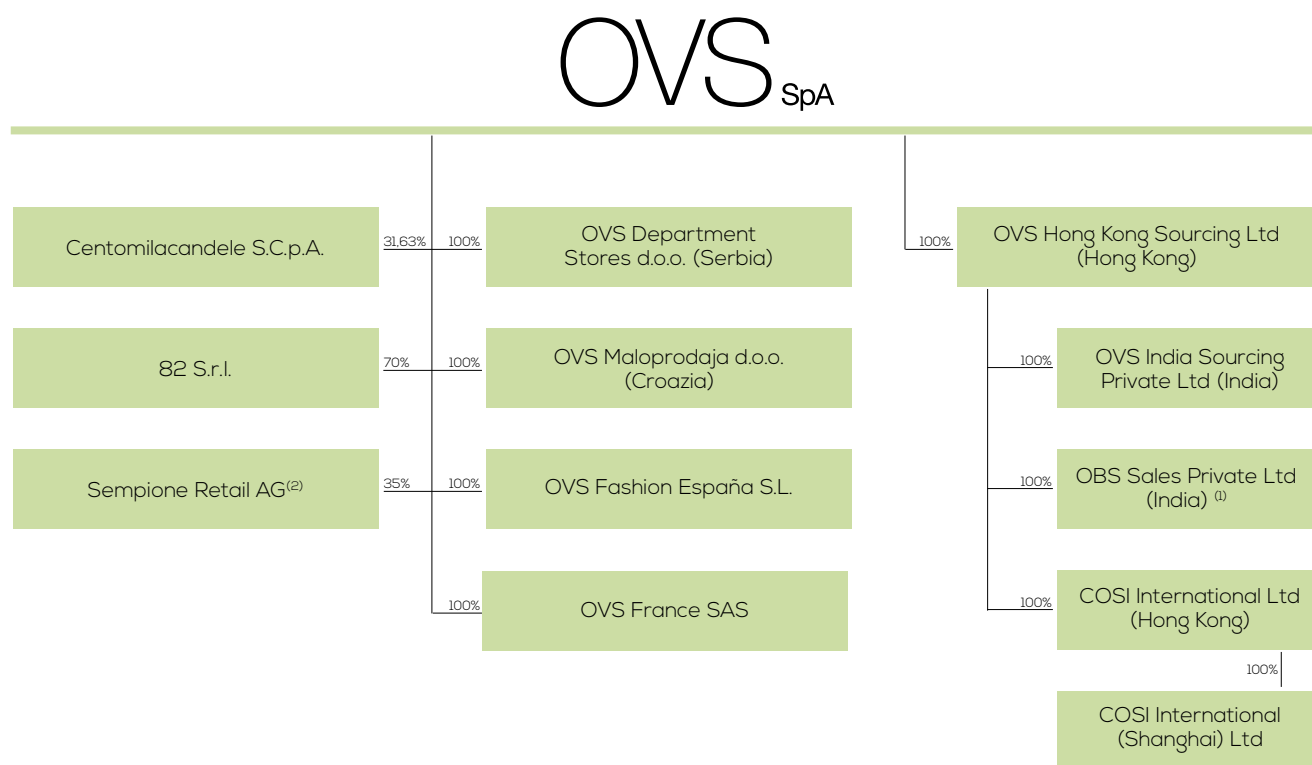 OVS SpA
Centomilacandele S.C.p.A.
31,63%
100%
OVS Department
Stores d.o.o. (Serbia)
100%
OVS Hong Kong Sourcing Ltd
(Hong Kong)
82 S.r.l.
70%
100%
OVS Maloprodaja d.o.o.
(Croazia)
100%
OVS India Sourcing
Private Ltd (India)
Sempione Retail AG(2)
35%
100%
OVS Fashion España S.L.
100%
OBS Sales Private Ltd
(India) (1)
100%
OVS France SAS
100%
COSI International Ltd
(Hong Kong)
100%
COSI International
(Shanghai) Ltd